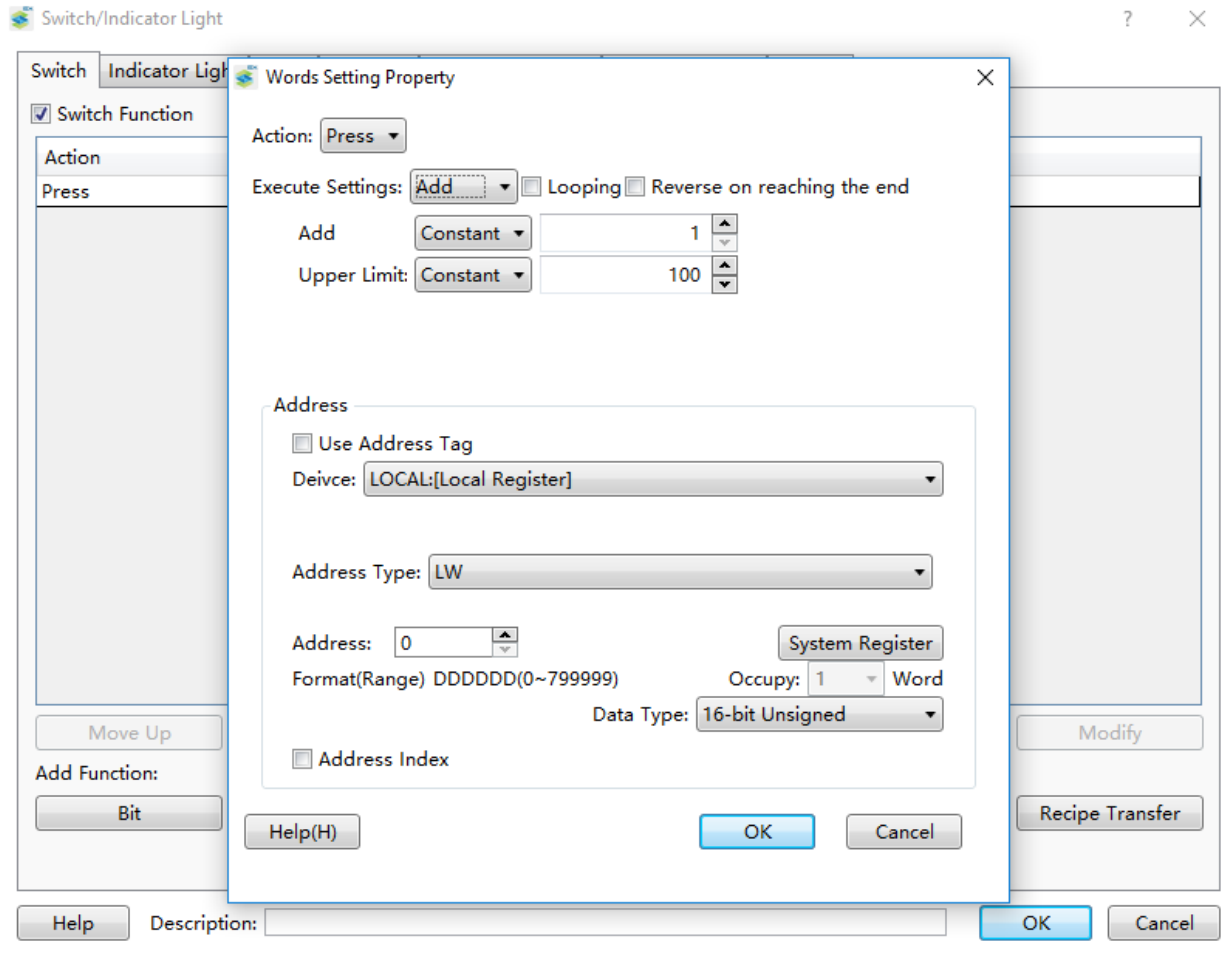 Switch/Indicator Light ?
Switch Indicator Ligh
Words Setting Property
Switch Function
Action: Press
Action
Execute Settings: Add Looping Reverse on reaching the end
Press
Add Constant 1
Upper Limit: Constant 100
Address
Use Address Tag
Deivce: LOCAL:[Local Register]
Address Type: LW
Address: 0 System Register
Format(Range) DDDDDD(0~799999) Occupy: 1 Word
Data Type: 16-bit Unsigned
Move Up Modify
Address Index
Add Function:
Bit Recipe Transfer
Help(H) OK Cancel
Help Description: OK Cancel